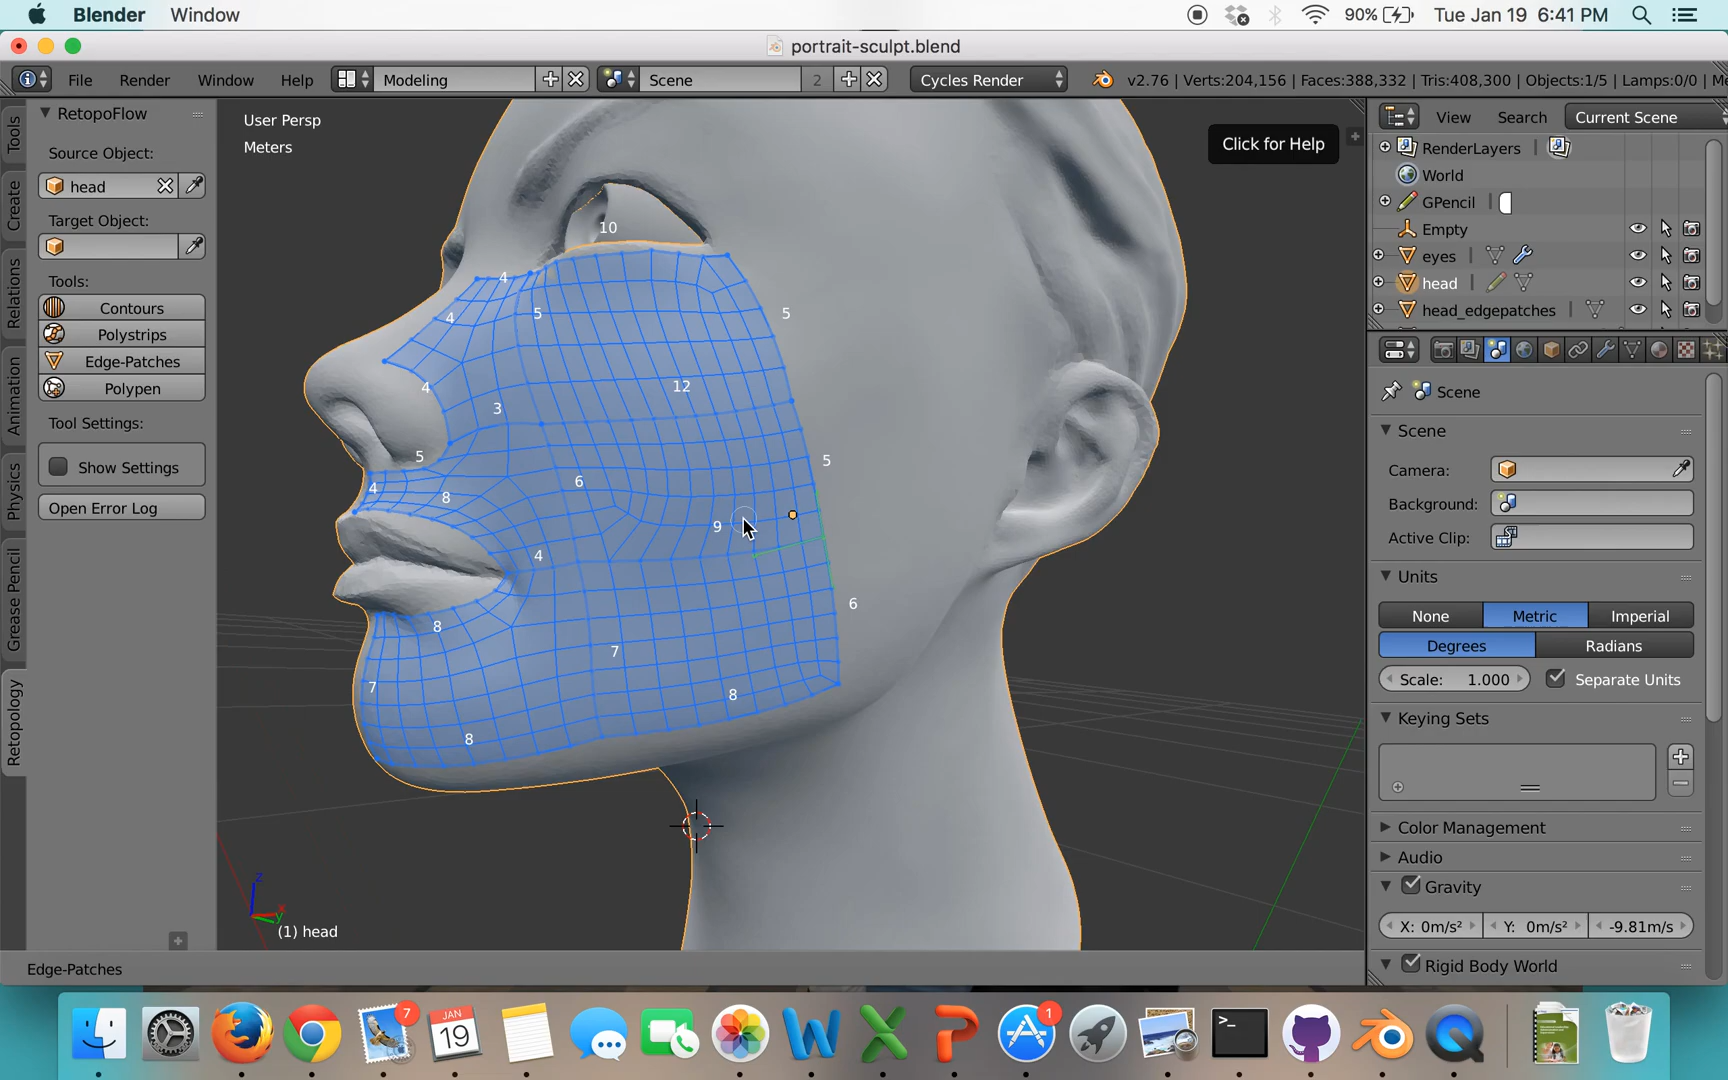 Blender Window 90% Tue Jan 19 6:41 PM
portrait-sculpt.blend
File Render Window Help Modeling Scene 2 Cycles Render v2.76 | Verts:204,156 | Faces:388,332 | Tris:408,300 | Objects:1/5 | Lamps:0/0 | Me
RetopoFlow
Source Object:
head
Target Object:
Tools:
Contours
Polystrips
Edge-Patches
Polypen
Tool Settings:
Show Settings
Open Error Log
Tools
Create
Relations
Animation
Physics
Grease Pencil
Retopology
User Persp
Meters
Click for Help
10
4
4
5
5
4
12
3
5
5
4
8
6
9
4
6
8
7
7
8
8
Z
X
Y
(1) head
Edge-Patches
View Search Current Scene
RenderLayers
World
GPencil
Empty
eyes
head
head_edgepatches
Scene
Scene
Camera:
Background:
Active Clip:
Units
None Metric Imperial
Degrees Radians
Scale: 1.000 Separate Units
Keying Sets
Color Management
Audio
Gravity
X: 0m/s² Y: 0m/s² -9.81m/s
Rigid Body World
7
JAN
19
1
>_